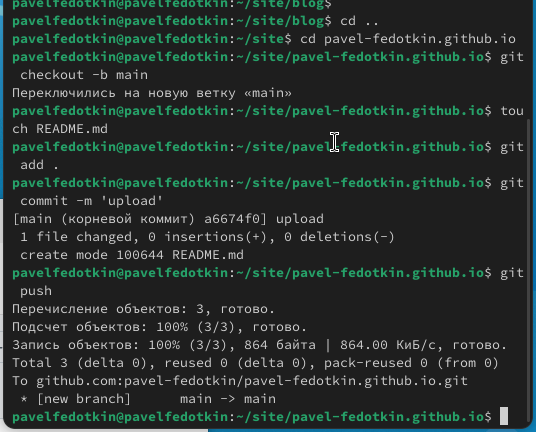 pavelfedotkin@pavelfedotkin:~/site/blog$
pavelfedotkin@pavelfedotkin:~/site/blog$ cd ..
pavelfedotkin@pavelfedotkin:~/site$ cd pavel-fedotkin.github.io
pavelfedotkin@pavelfedotkin:~/site/pavel-fedotkin.github.io$ git
 checkout -b main
Переключились на новую ветку «main»
pavelfedotkin@pavelfedotkin:~/site/pavel-fedotkin.github.io$ tou
ch README.md
pavelfedotkin@pavelfedotkin:~/site/pavel-fedotkin.github.io$ git
 add .
pavelfedotkin@pavelfedotkin:~/site/pavel-fedotkin.github.io$ git
 commit -m 'upload'
[main (корневой коммит) a6674f0] upload
 1 file changed, 0 insertions(+), 0 deletions(-)
 create mode 100644 README.md
pavelfedotkin@pavelfedotkin:~/site/pavel-fedotkin.github.io$ git
 push
Перечисление объектов: 3, готово.
Подсчет объектов: 100% (3/3), готово.
Запись объектов: 100% (3/3), 864 байта | 864.00 КиБ/с, готово.
Total 3 (delta 0), reused 0 (delta 0), pack-reused 0 (from 0)
To github.com:pavel-fedotkin/pavel-fedotkin.github.io.git
 * [new branch]      main -> main
pavelfedotkin@pavelfedotkin:~/site/pavel-fedotkin.github.io$